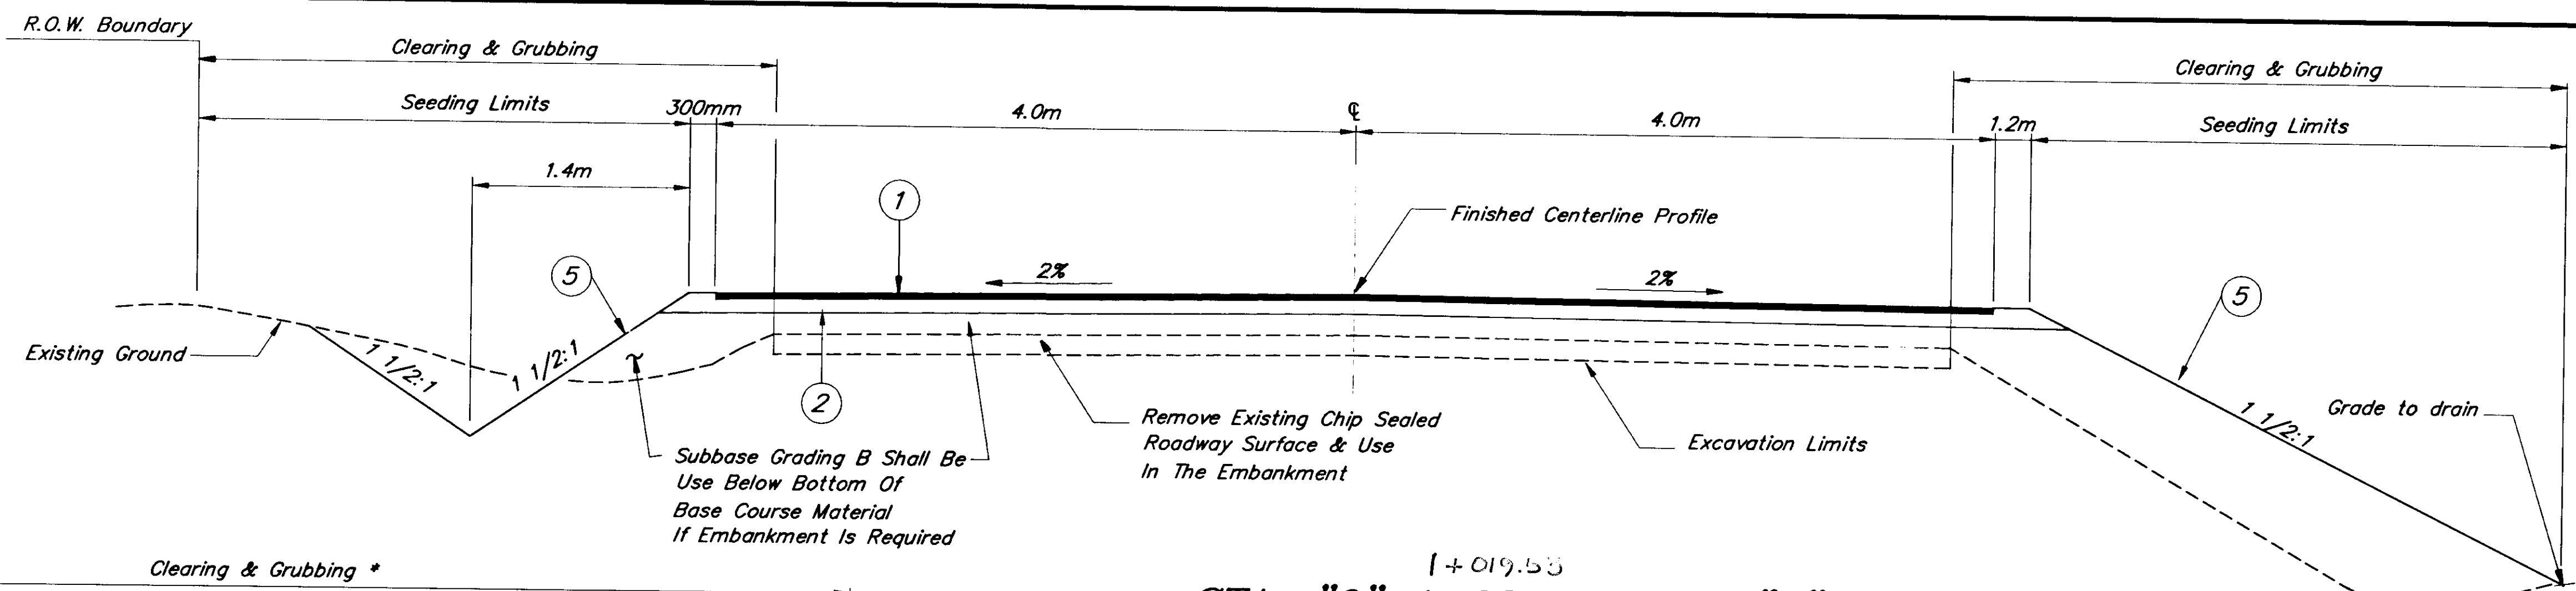 R.O.W. Boundary
Clearing & Grubbing
Clearing & Grubbing
Seeding Limits
300mm
4.0m
℄
4.0m
1.2m
Seeding Limits
1.4m
1
Finished Centerline Profile
5
2%
2%
5
Existing Ground
1 1/2:1
1 1/2:1
2
Subbase Grading B Shall Be
Use Below Bottom Of
Base Course Material
If Embankment Is Required
Remove Existing Chip Sealed
Roadway Surface & Use
In The Embankment
Excavation Limits
1 1/2:1
Grade to drain
Clearing & Grubbing *